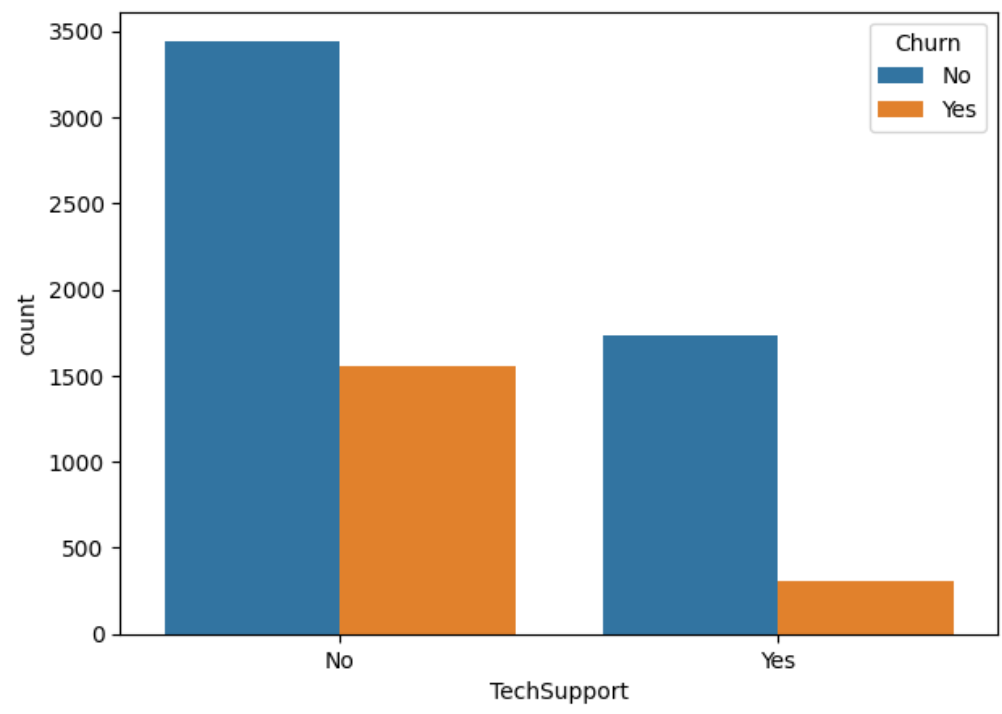 3500
3000
2500
2000
1500
1000
500
0
count
No
Yes
TechSupport
Churn
No
Yes